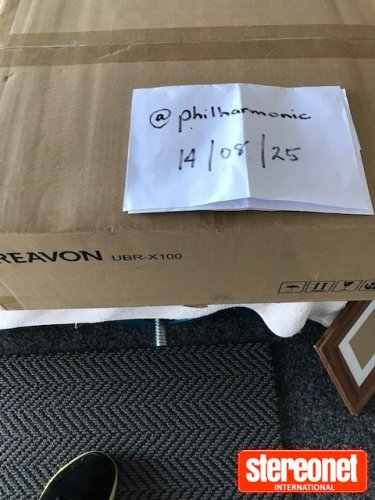 @philharmonic
14/08/25
REAVON UBR-X100
stereonet
INTERNATIONAL